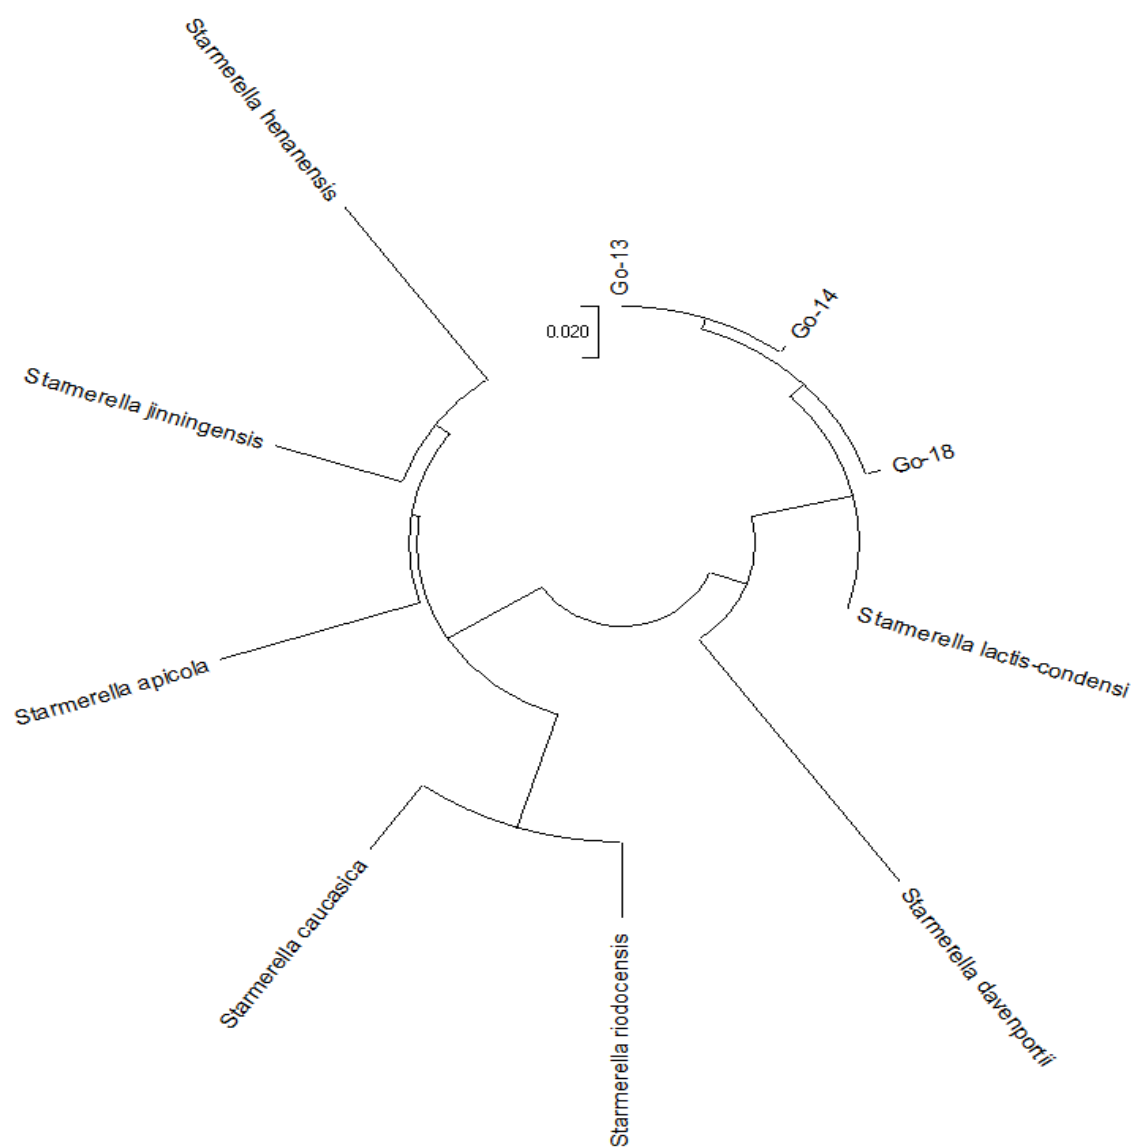 Starmerella henanensis
Go-13
Go-14
0.020
Starmerella jinningensis
Go-18
Starmerella lactis-condensi
Starmerella apicola
Starmerella caucasica
Starmerella riodocensis
Starmerella davenportii